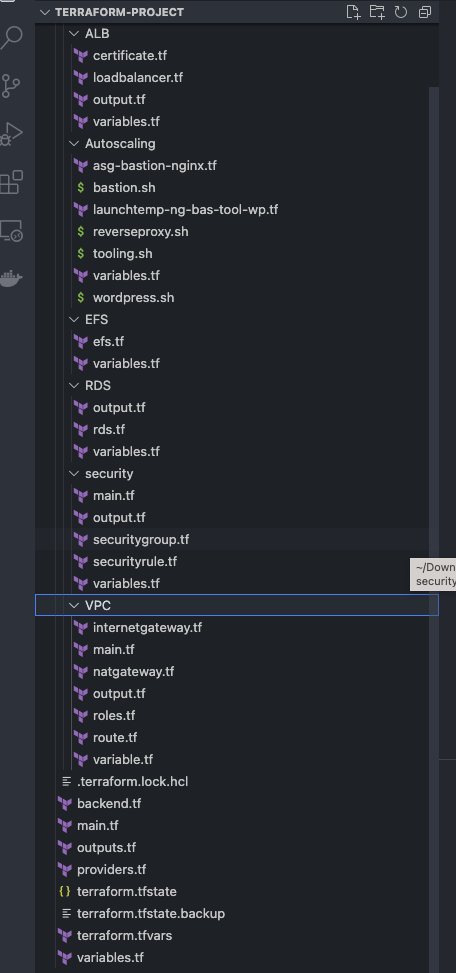 TERRAFORM-PROJECT
ALB
certificate.tf
loadbalancer.tf
output.tf
variables.tf
Autoscaling
asg-bastion-nginx.tf
$ bastion.sh
launchtemp-ng-bas-tool-wp.tf
$ reverseproxy.sh
$ tooling.sh
variables.tf
$ wordpress.sh
EFS
efs.tf
variables.tf
RDS
output.tf
rds.tf
variables.tf
security
main.tf
output.tf
securitygroup.tf
securityrule.tf
~/Down
security
variables.tf
VPC
internetgateway.tf
main.tf
natgateway.tf
output.tf
roles.tf
route.tf
variable.tf
.terraform.lock.hcl
backend.tf
main.tf
outputs.tf
providers.tf
{} terraform.tfstate
terraform.tfstate.backup
terraform.tfvars
variables.tf